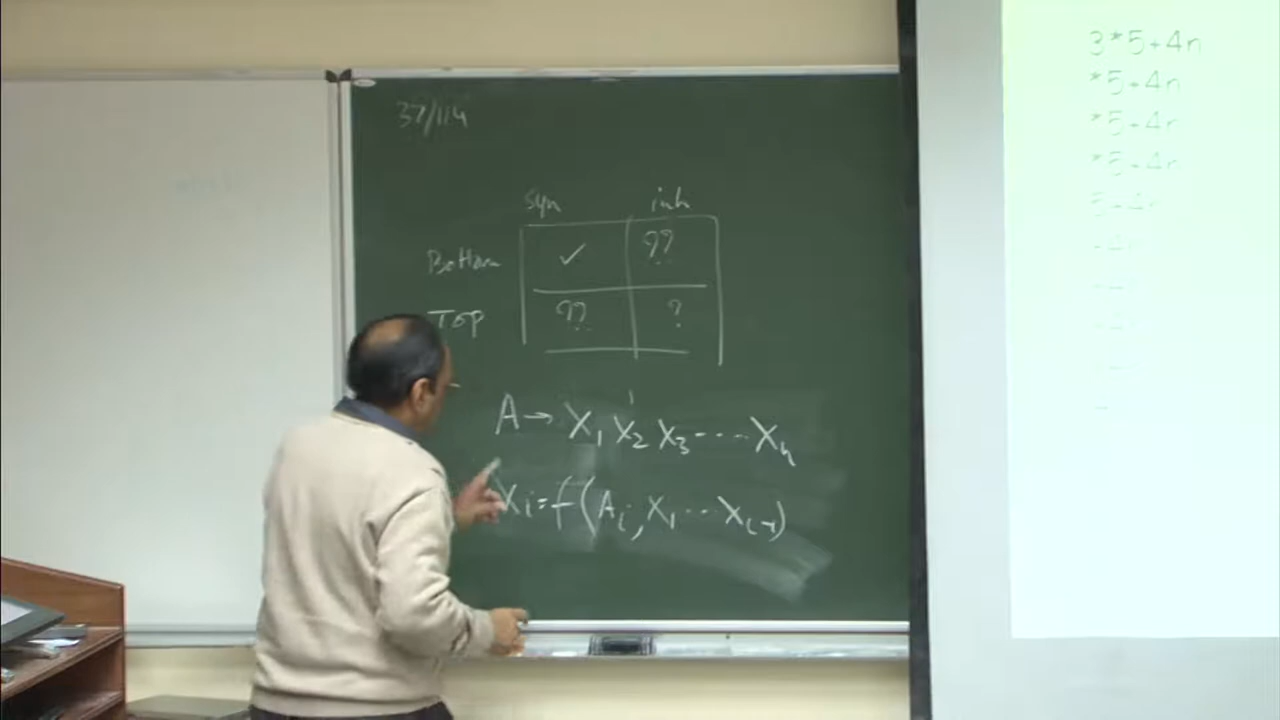 37/114
syn inh
Bottom ✓ ??
Top ?? ?
A → X₁ X₂ X₃ ---- Xₙ
Xi = f(Ai, X₁ --- Xi-1)
3*5+4n
*5+4n
*5+4n
*5+4n